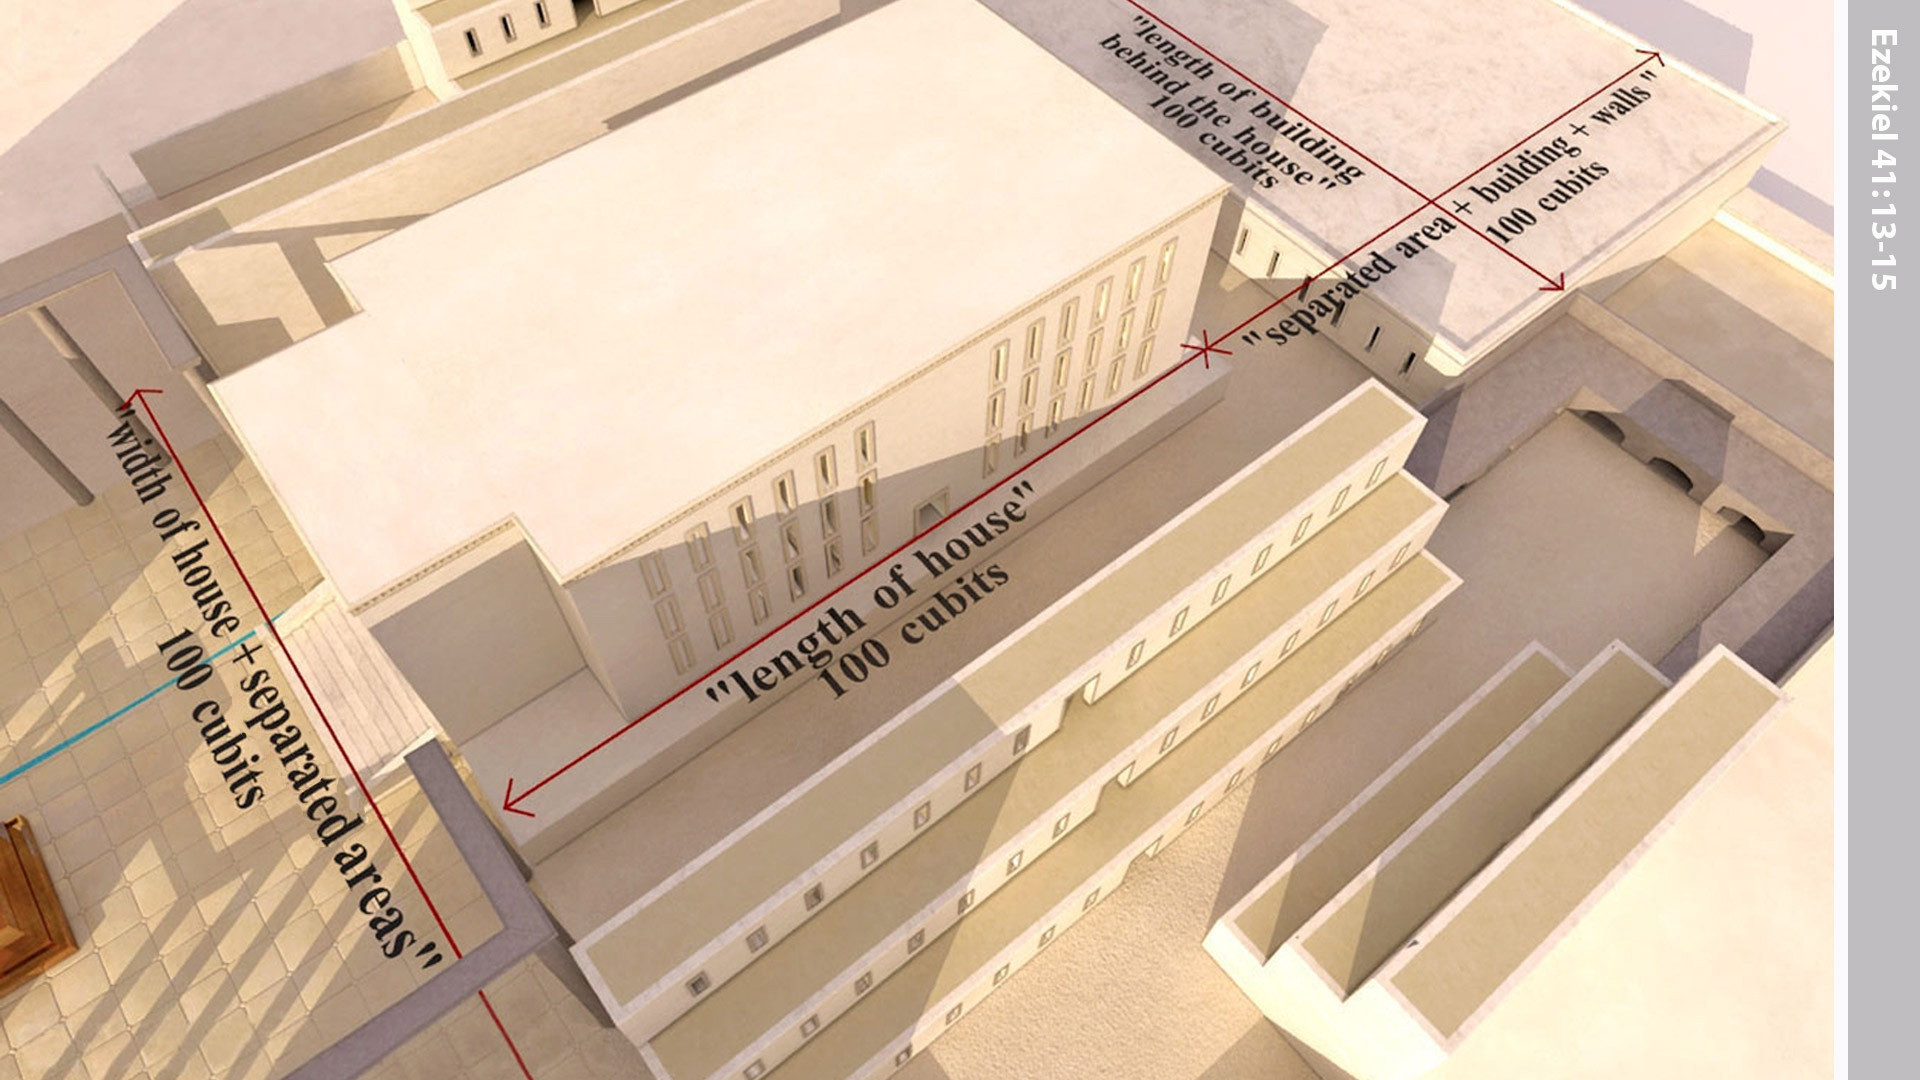 "length of building
behind the house"
100 cubits
"separated area + building + walls"
100 cubits
"length of house"
100 cubits
"width of house + separated areas"
100 cubits
Ezekiel 41:13-15